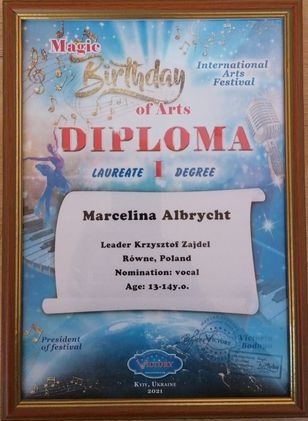 Magic
Birthday
of Arts
International
Arts
Festival
DIPLOMA
LAUREATE I DEGREE
Marcelina Albrycht
Leader Krzysztof Zajdel
Równe, Poland
Nomination: vocal
Age: 13-14y.o.
President
of festival
VICTORY
Kyiv, Ukraine
2021